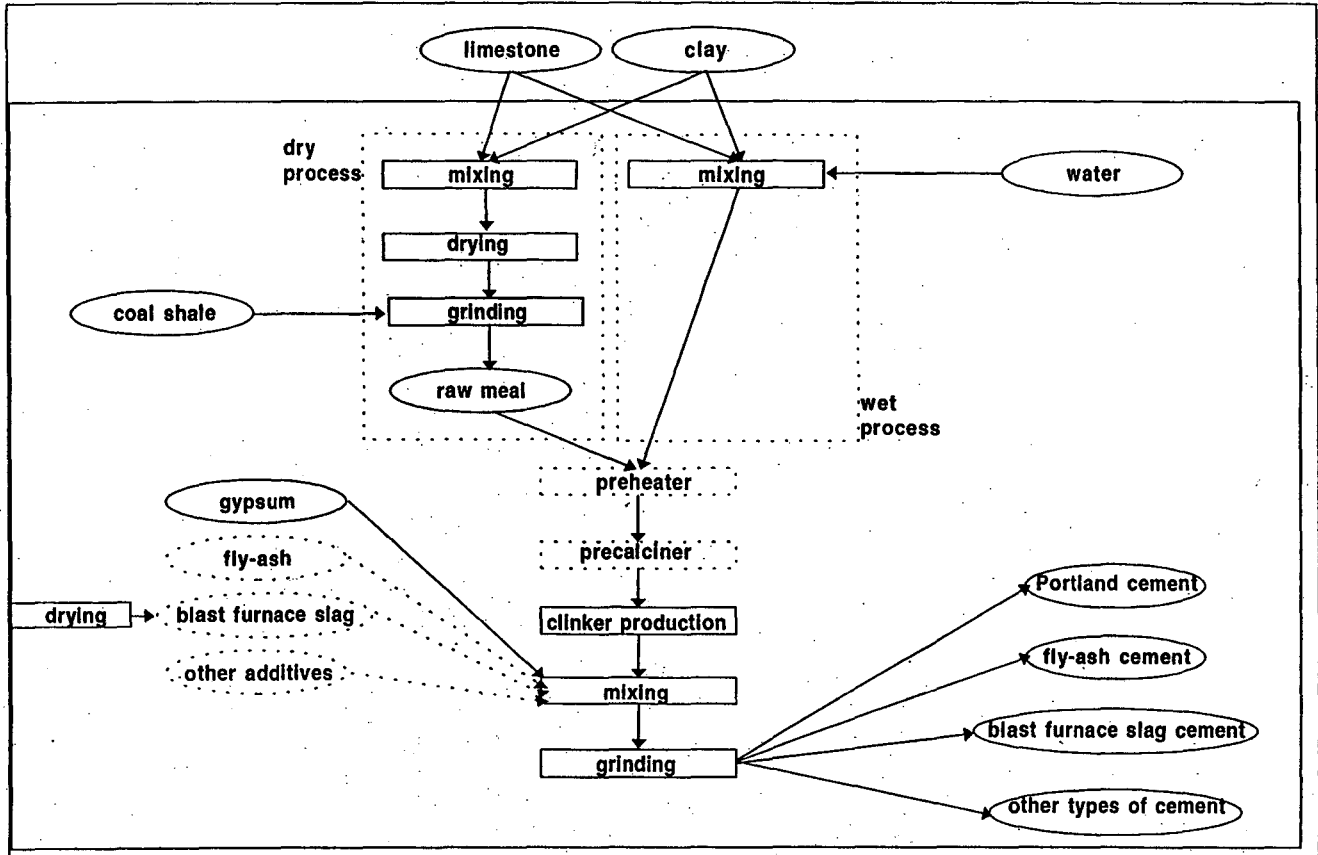 limestone
clay
dry
process
mixing
mixing
water
drying
coal shale
grinding
raw meal
wet
process
preheater
gypsum
fly-ash
precalciner
Portland cement
drying
blast furnace slag
clinker production
fly-ash cement
other additives
mixing
blast furnace slag cement
grinding
other types of cement